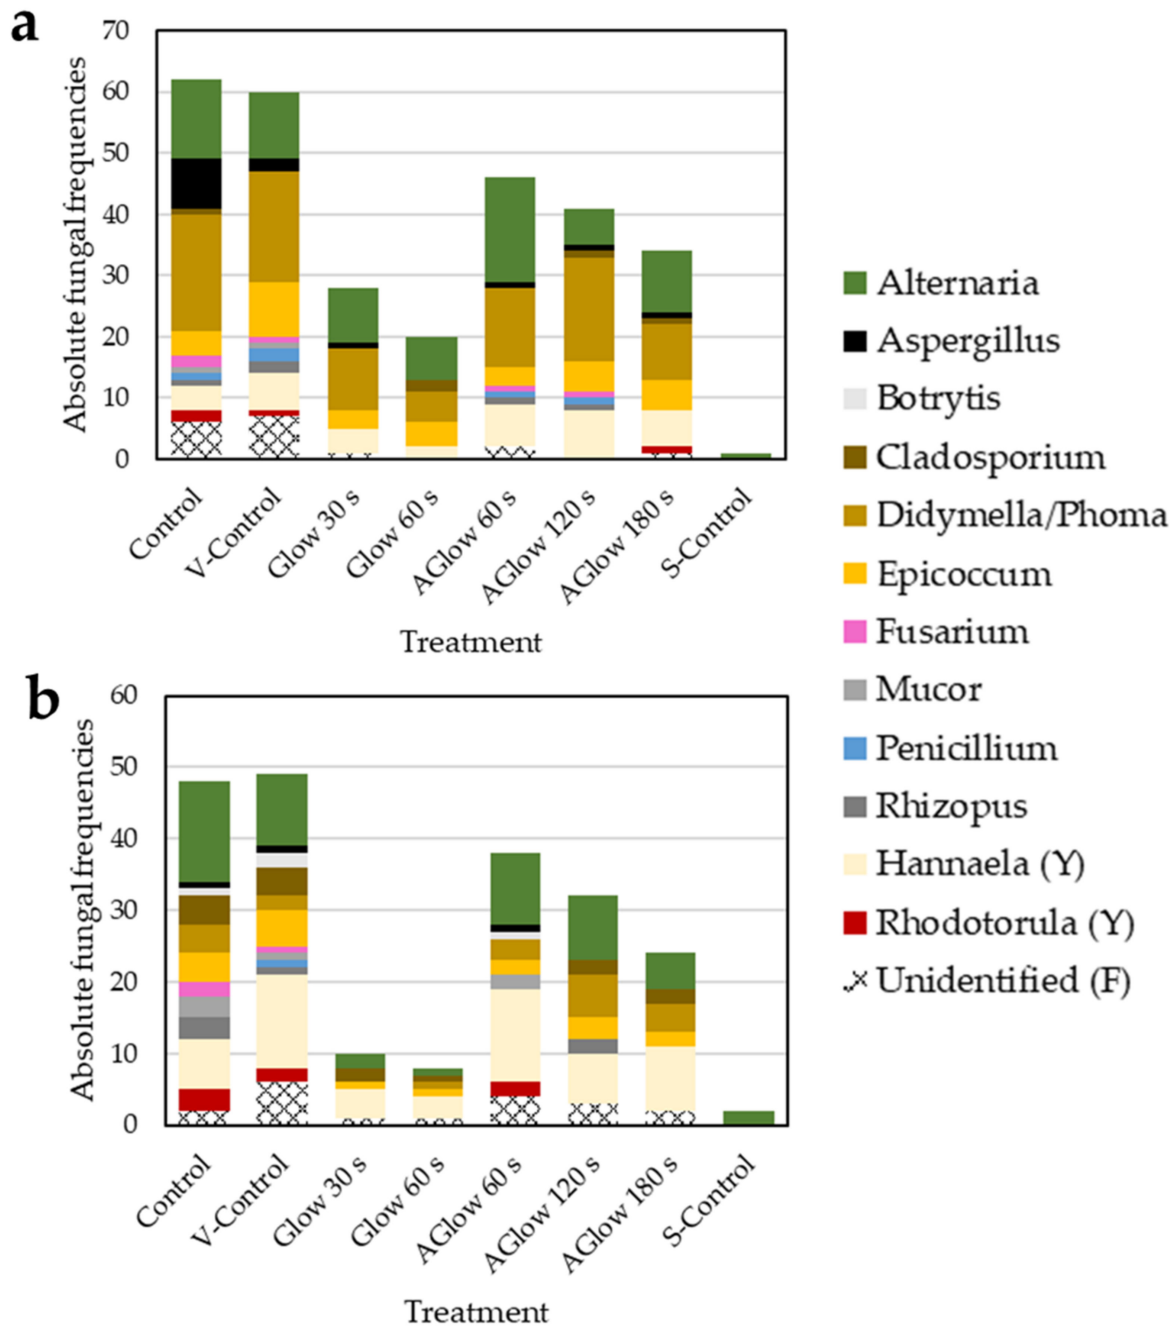 a
Absolute fungal frequencies
70
60
50
40
30
20
10
0
Control
V-Control
Glow 30 s
Glow 60 s
AGlow 60 s
AGlow 120 s
AGlow 180 s
S-Control
Treatment
b
Absolute fungal frequencies
60
50
40
30
20
10
0
Control
V-Control
Glow 30 s
Glow 60 s
AGlow 60 s
AGlow 120 s
AGlow 180 s
S-Control
Treatment
Alternaria
Aspergillus
Botrytis
Cladosporium
Didymella/Phoma
Epicoccum
Fusarium
Mucor
Penicillium
Rhizopus
Hannaela (Y)
Rhodotorula (Y)
Unidentified (F)